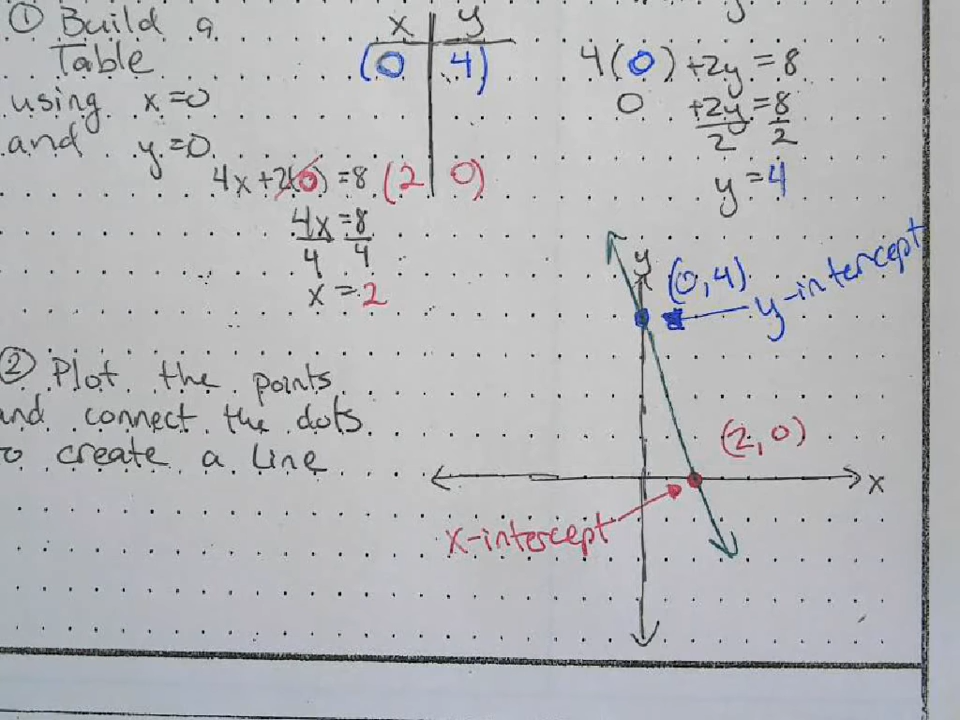 ① Build a
Table
using x=0
and y=0
x y
(0 4)
(2 0)
4(0) +2y = 8
0 +2y = 8
2 2
y = 4
4x+2(0) = 8
4x = 8
4 4
x = 2
② Plot the points
and connect the dots
to create a line
y
(0,4)
y-intercept
(2,0)
x
x-intercept